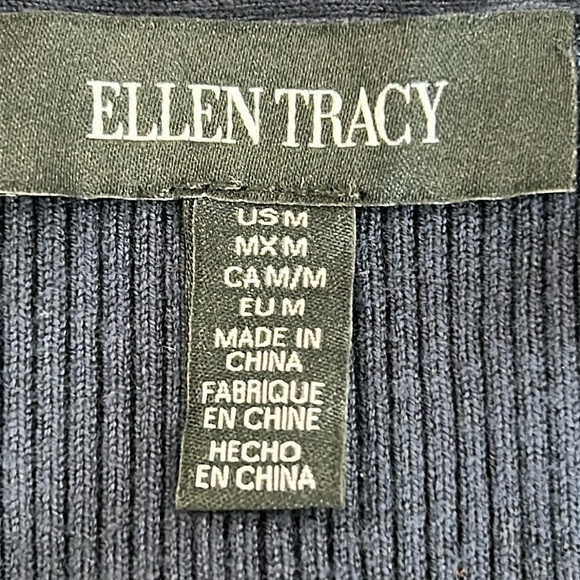 ELLEN TRACY
US M
MX M
CA M/M
EU M
MADE IN
CHINA
FABRIQUE
EN CHINE
HECHO
EN CHINA